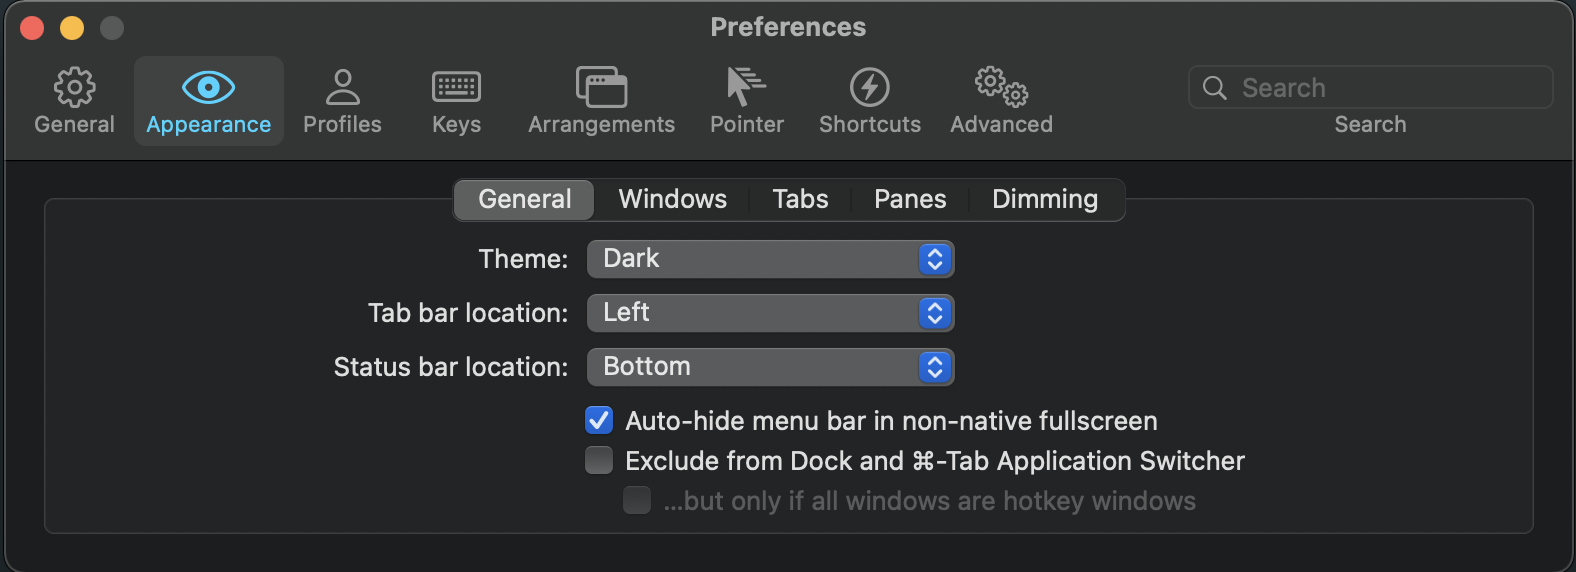 Preferences
General Appearance Profiles Keys Arrangements Pointer Shortcuts Advanced Search
Search
General Windows Tabs Panes Dimming
Theme: Dark
Tab bar location: Left
Status bar location: Bottom
Auto-hide menu bar in non-native fullscreen
Exclude from Dock and ⌘-Tab Application Switcher
...but only if all windows are hotkey windows